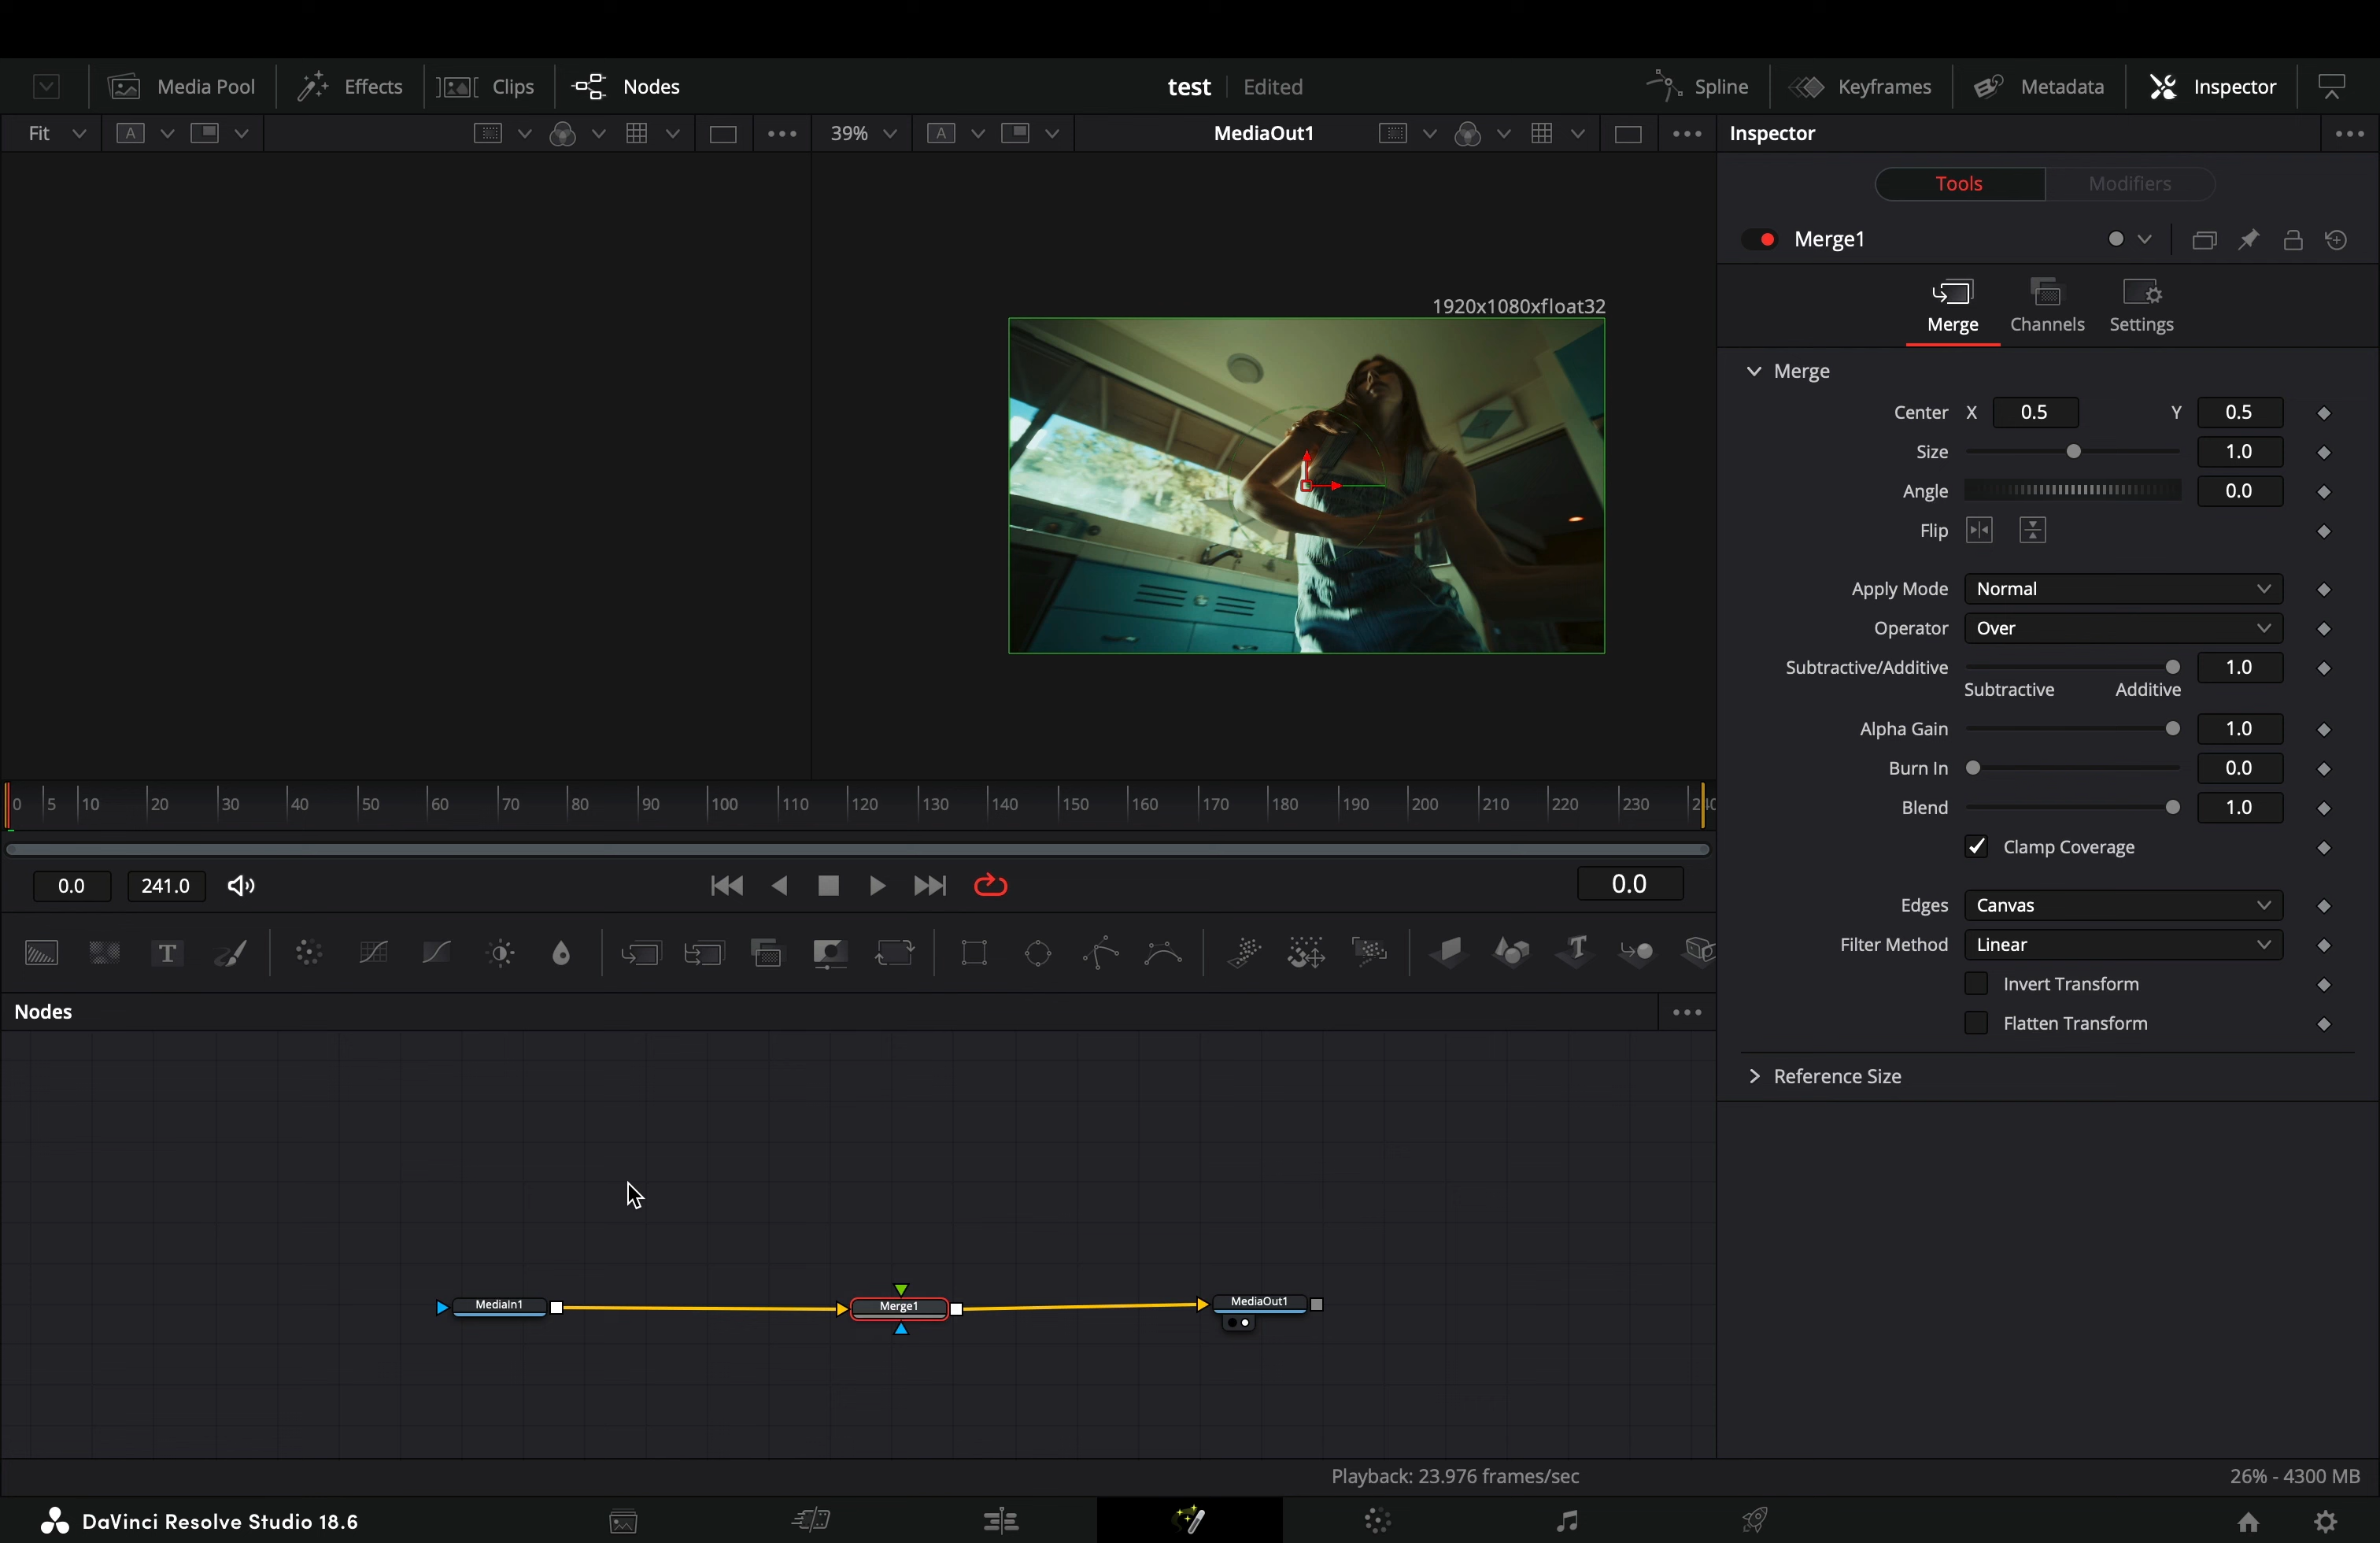 Media Pool Effects Clips Nodes test Edited Spline Keyframes Metadata Inspector
Fit A 39% A MediaOut1 Inspector
Tools Modifiers
Merge1
1920x1080xfloat32
Merge Channels Settings
Merge
Center X 0.5 Y 0.5
Size 1.0
Angle 0.0
Flip
Apply Mode Normal
Operator Over
Subtractive/Additive 1.0
Subtractive Additive
Alpha Gain 1.0
Burn In 0.0
Blend 1.0
Clamp Coverage
Edges Canvas
Filter Method Linear
Invert Transform
Flatten Transform
Reference Size
0 5 10 20 30 40 50 60 70 80 90 100 110 120 130 140 150 160 170 180 190 200 210 220 230 240
0.0 241.0 0.0
T T
Nodes
MediaIn1 Merge1 MediaOut1
Playback: 23.976 frames/sec 26% - 4300 MB
DaVinci Resolve Studio 18.6